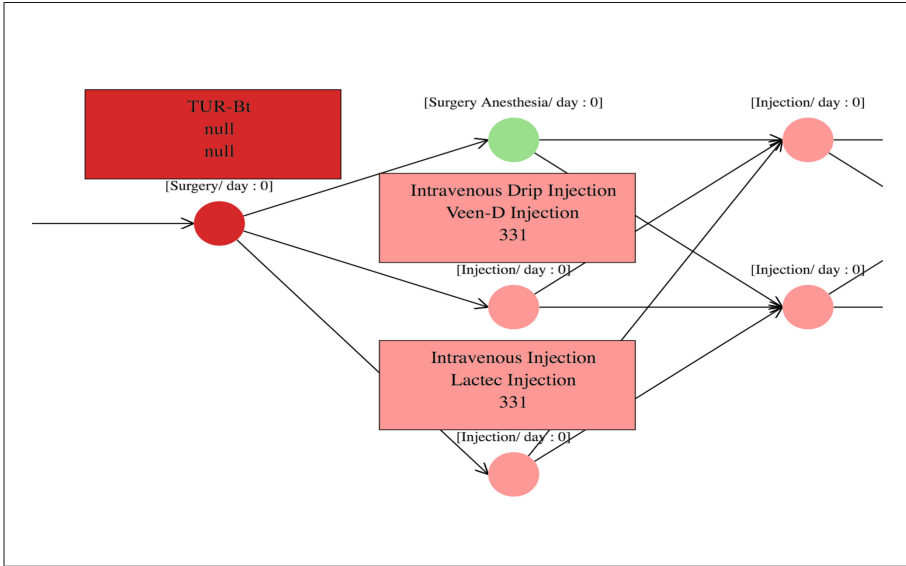 TUR-Bt
null
null
[Surgery/ day : 0]
[Surgery Anesthesia/ day : 0]
Intravenous Drip Injection
Veen-D Injection
331
[Injection/ day : 0]
Intravenous Injection
Lactec Injection
331
[Injection/ day : 0]
[Injection/ day : 0]
[Injection/ day : 0]